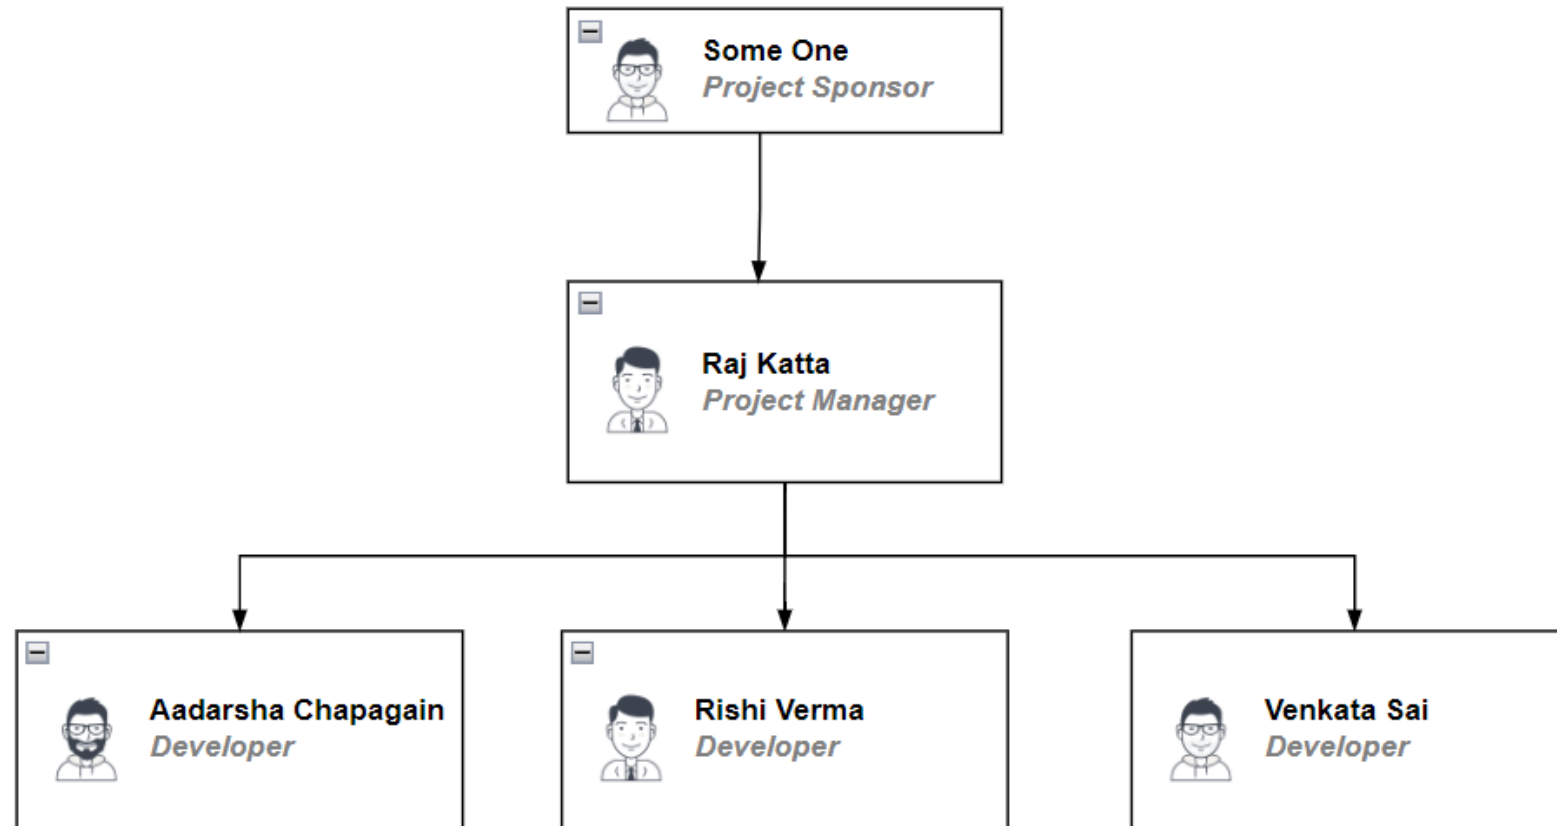 Some One
Project Sponsor
Raj Katta
Project Manager
Aadarsha Chapagain
Developer
Rishi Verma
Developer
Venkata Sai
Developer